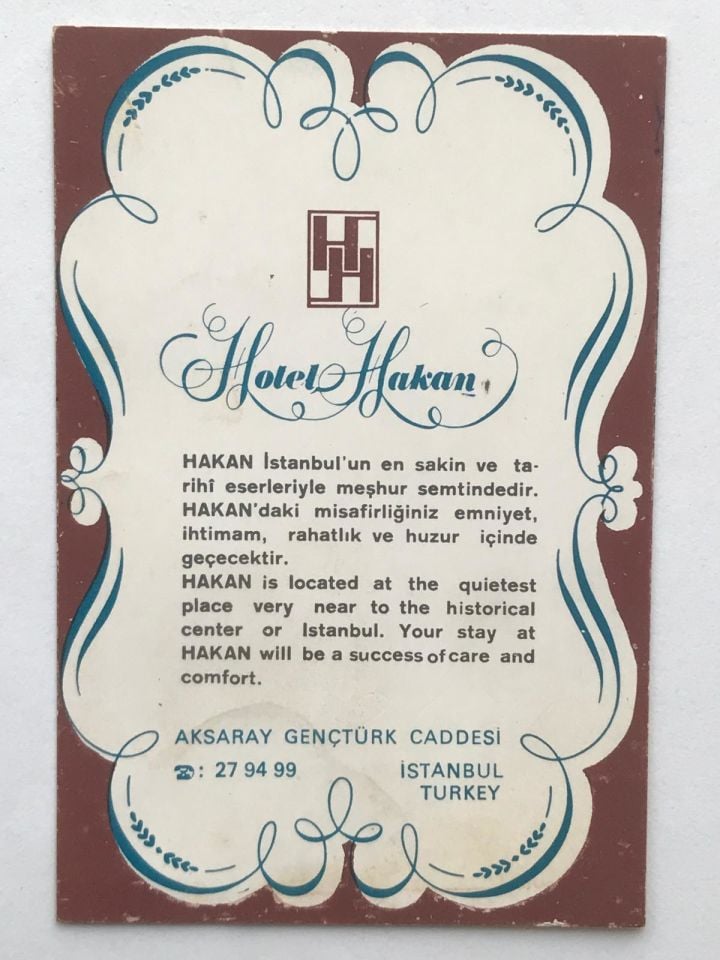 HH
Hotel Hakan
HAKAN İstanbul'un en sakin ve ta-
rihî eserleriyle meşhur semtindedir.
HAKAN'daki misafirliğiniz emniyet,
ihtimam, rahatlık ve huzur içinde
geçecektir.
HAKAN is located at the quietest
place very near to the historical
center or Istanbul. Your stay at
HAKAN will be a success of care and
comfort.
AKSARAY GENÇTÜRK CADDESİ
☎: 27 94 99 İSTANBUL
TURKEY